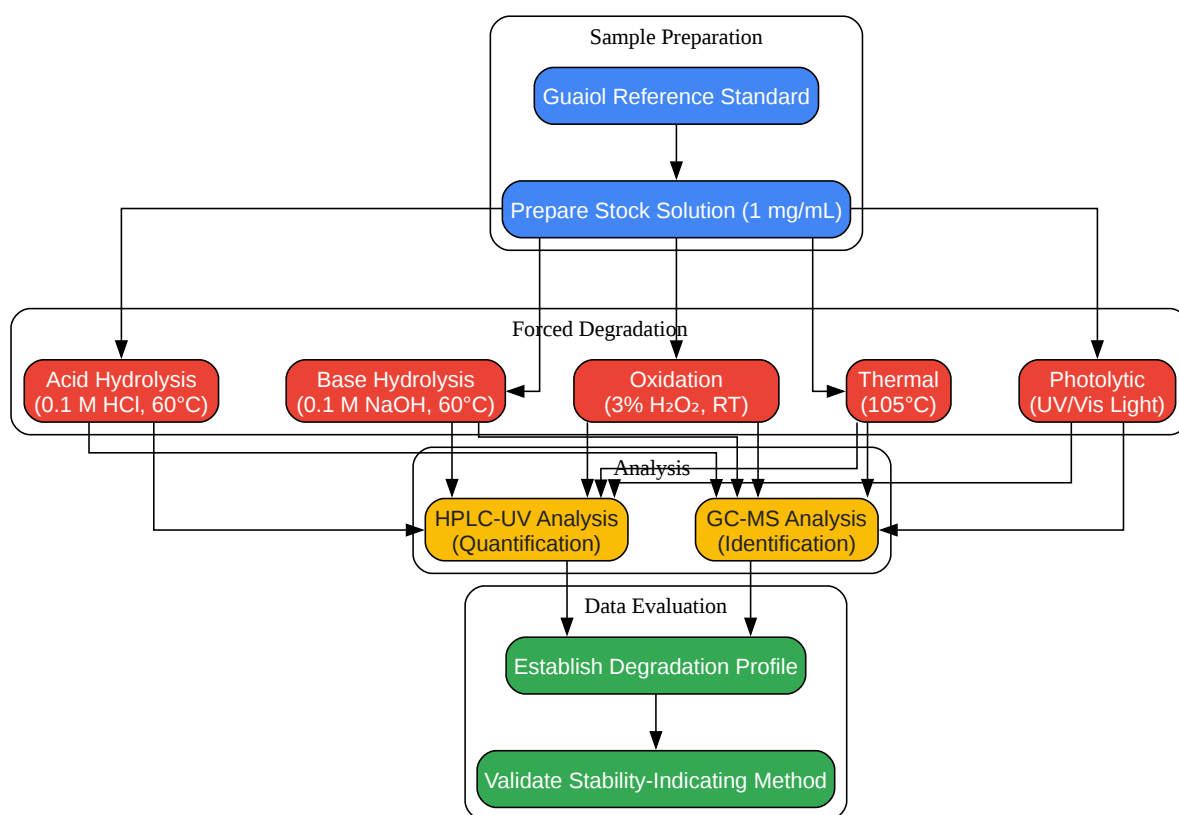 Sample Preparation
Guaiol Reference Standard
Prepare Stock Solution (1 mg/mL)
Forced Degradation
Acid Hydrolysis
(0.1 M HCl, 60°C)
Base Hydrolysis
(0.1 M NaOH, 60°C)
Oxidation
(3% H₂O₂, RT)
Thermal
(105°C)
Photolytic
(UV/Vis Light)
Analysis
HPLC-UV Analysis
(Quantification)
GC-MS Analysis
(Identification)
Data Evaluation
Establish Degradation Profile
Validate Stability-Indicating Method